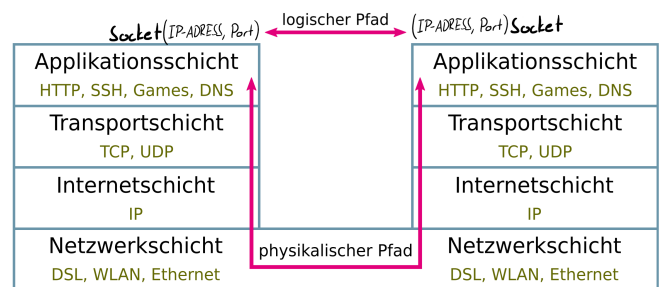 Socket(IP-ADRESS, Port)
logischer Pfad
(IP-ADRESS, Port) Socket
Applikationsschicht
HTTP, SSH, Games, DNS
Transportschicht
TCP, UDP
Internetschicht
IP
Netzwerkschicht
DSL, WLAN, Ethernet
physikalischer Pfad
Applikationsschicht
HTTP, SSH, Games, DNS
Transportschicht
TCP, UDP
Internetschicht
IP
Netzwerkschicht
DSL, WLAN, Ethernet